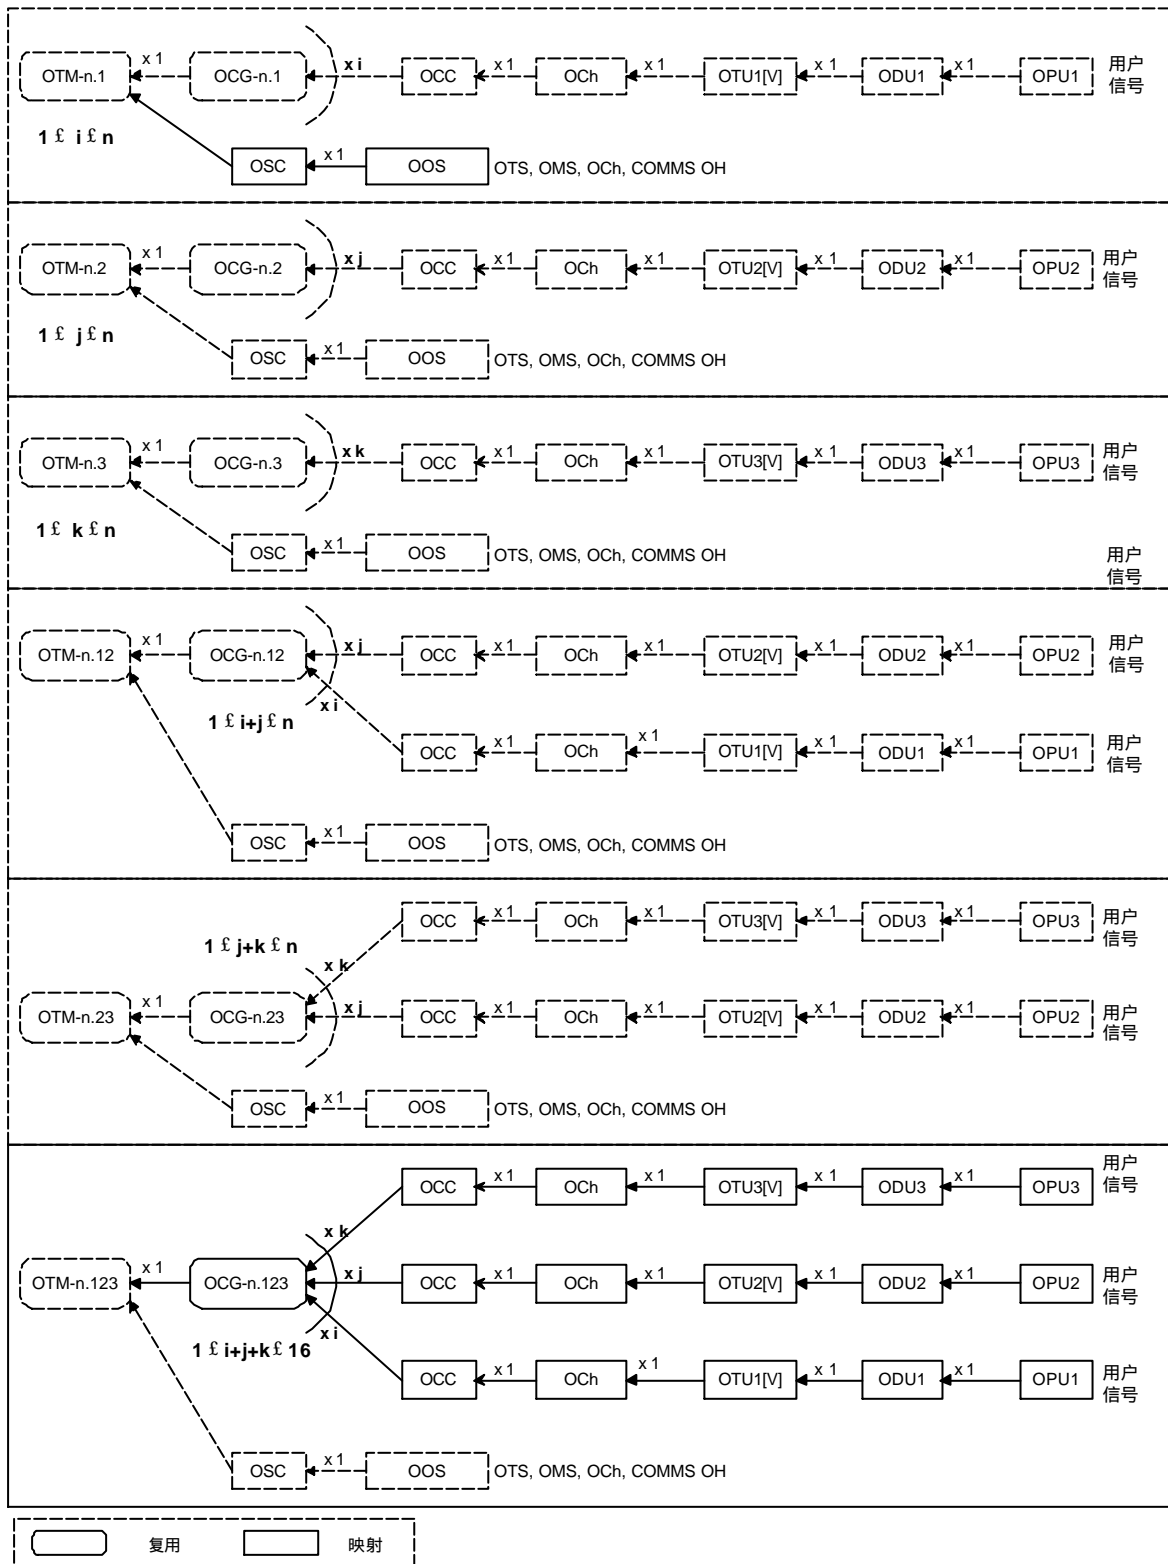 OTM-n.1 x 1 OCG-n.1 x i OCC x 1 OCh x 1 OTU1[V] x 1 ODU1 x 1 OPU1 用户
信号
1 £ i £ n
OSC x 1 OOS OTS, OMS, OCh, COMMS OH
OTM-n.2 x 1 OCG-n.2 x j OCC x 1 OCh x 1 OTU2[V] x 1 ODU2 x 1 OPU2 用户
信号
1 £ j £ n
OSC x 1 OOS OTS, OMS, OCh, COMMS OH
OTM-n.3 x 1 OCG-n.3 x k OCC x 1 OCh x 1 OTU3[V] x 1 ODU3 x 1 OPU3 用户
信号
1 £ k £ n
OSC x 1 OOS OTS, OMS, OCh, COMMS OH 用户
信号
OTM-n.12 x 1 OCG-n.12 x j OCC x 1 OCh x 1 OTU2[V] x 1 ODU2 x 1 OPU2 用户
信号
x i
1 £ i+j £ n
OCC x 1 OCh x 1 OTU1[V] x 1 ODU1 x 1 OPU1 用户
信号
OSC x 1 OOS OTS, OMS, OCh, COMMS OH
OCC x 1 OCh x 1 OTU3[V] x 1 ODU3 x 1 OPU3 用户
信号
1 £ j+k £ n
x k
OTM-n.23 x 1 OCG-n.23 x j OCC x 1 OCh x 1 OTU2[V] x 1 ODU2 x 1 OPU2 用户
信号
OSC x 1 OOS OTS, OMS, OCh, COMMS OH
OCC x 1 OCh x 1 OTU3[V] x 1 ODU3 x 1 OPU3 用户
信号
x k
OTM-n.123 x 1 OCG-n.123 x j OCC x 1 OCh x 1 OTU2[V] x 1 ODU2 x 1 OPU2 用户
信号
x i
1 £ i+j+k £ 16
OCC x 1 OCh x 1 OTU1[V] x 1 ODU1 x 1 OPU1 用户
信号
OSC x 1 OOS OTS, OMS, OCh, COMMS OH
复用 映射